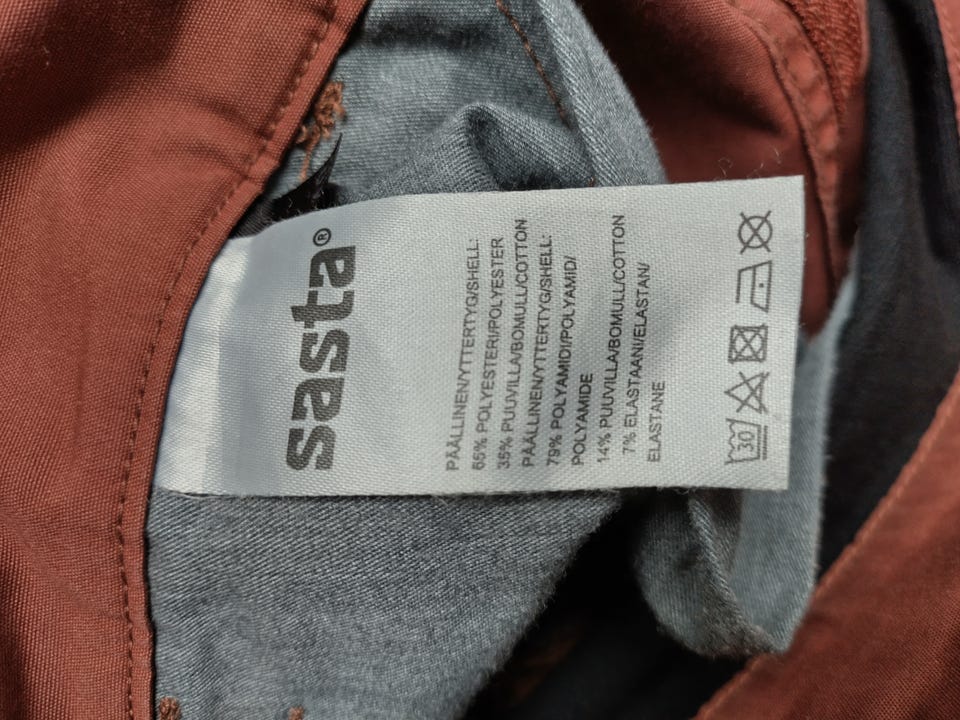 sasta®
PÄÄLLINEN/YTTERTYG/SHELL:
65% POLYESTERI/POLYESTER
35% PUUVILLA/BOMULL/COTTON
PÄÄLLINEN/YTTERTYG/SHELL:
79% POLYAMIDI/POLYAMID/
POLYAMIDE
14% PUUVILLA/BOMULL/COTTON
7% ELASTAANI/ELASTAN/
ELASTANE
30